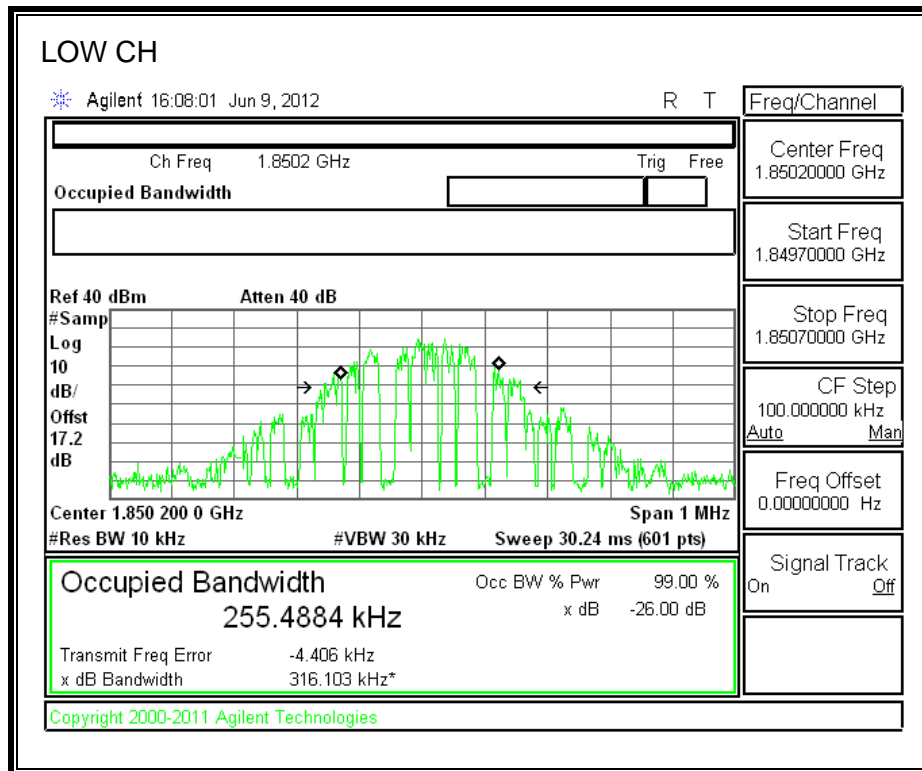 LOW CH
Agilent 16:08:01 Jun 9, 2012 R T
Freq/Channel
Ch Freq 1.8502 GHz Trig Free
Occupied Bandwidth
Center Freq
1.85020000 GHz
Start Freq
1.84970000 GHz
Stop Freq
1.85070000 GHz
CF Step
100.000000 kHz
Auto Man
Freq Offset
0.00000000 Hz
Signal Track
On Off
Ref 40 dBm Atten 40 dB
#Samp
Log
10
dB/
Offst
17.2
dB
Center 1.850 200 0 GHz Span 1 MHz
#Res BW 10 kHz #VBW 30 kHz Sweep 30.24 ms (601 pts)
Occupied Bandwidth Occ BW % Pwr 99.00 %
255.4884 kHz x dB -26.00 dB
Transmit Freq Error -4.406 kHz
x dB Bandwidth 316.103 kHz*
Copyright 2000-2011 Agilent Technologies